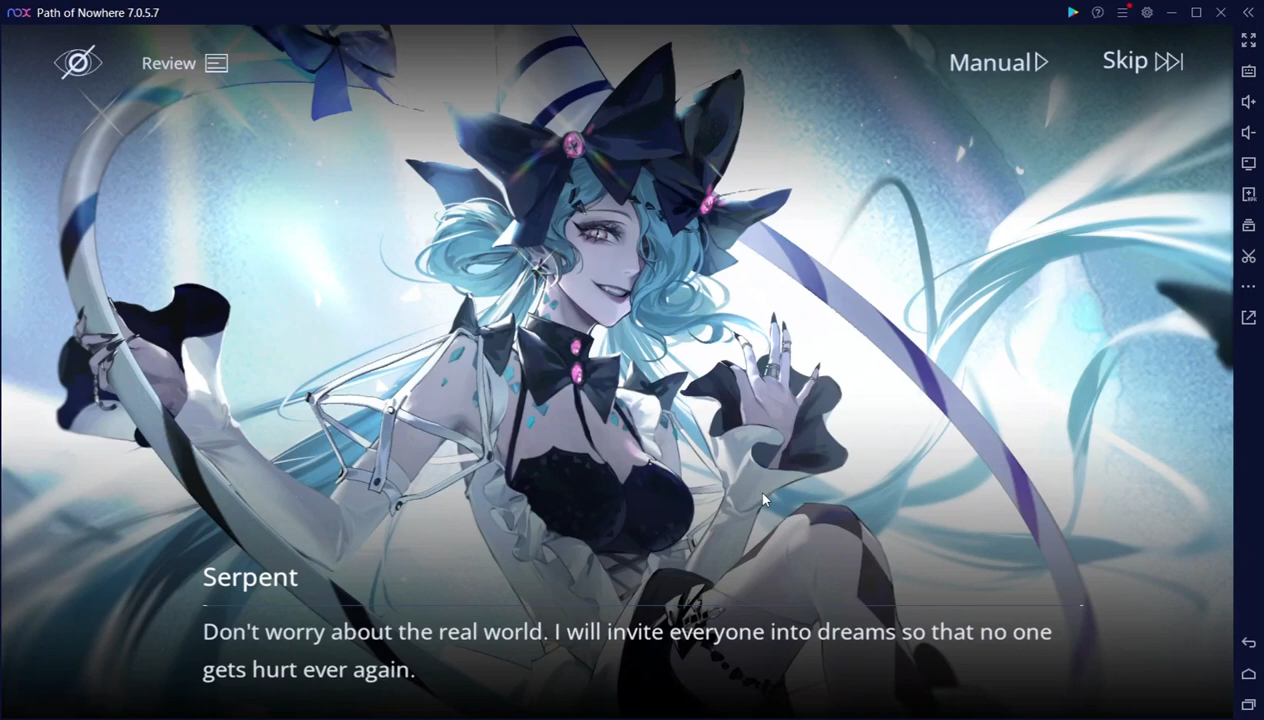 nox Path of Nowhere 7.0.5.7
Review
Manual
Skip
Serpent
Don't worry about the real world. I will invite everyone into dreams so that no one
gets hurt ever again.